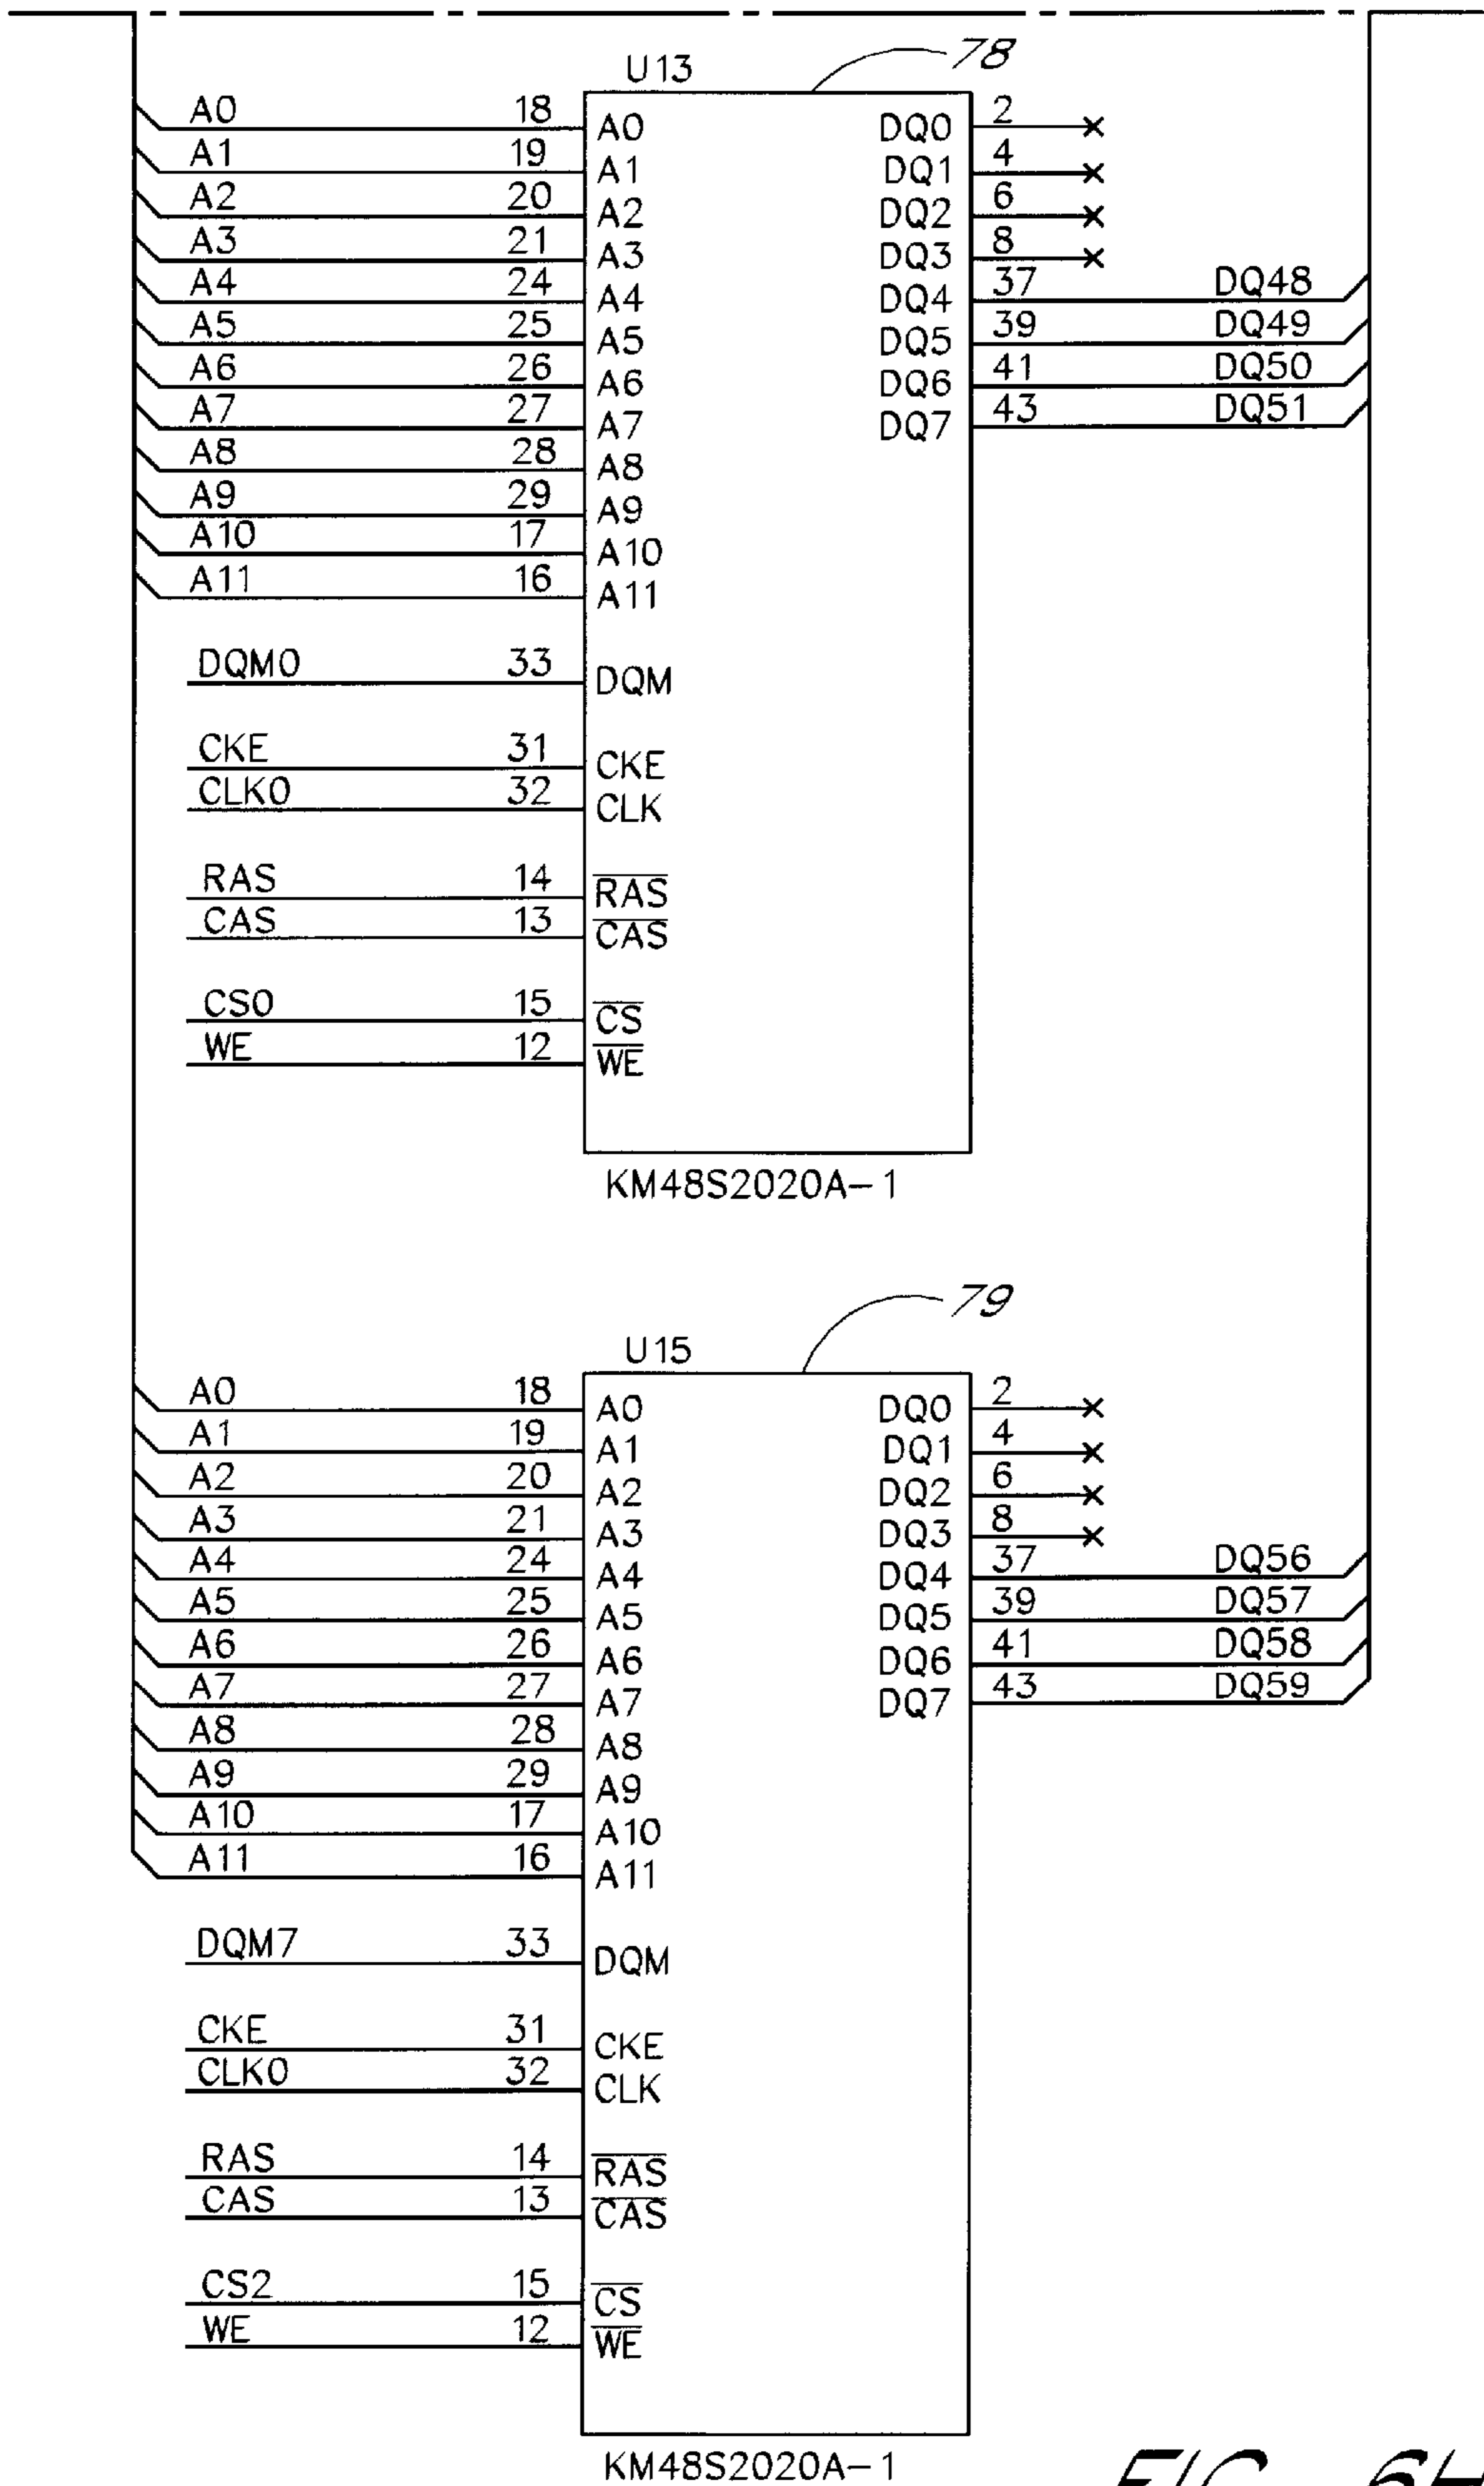 U13 78
A0 18 A0 DQ0 2
A1 19 A1 DQ1 4
A2 20 A2 DQ2 6
A3 21 A3 DQ3 8
A4 24 A4 DQ4 37 DQ48
A5 25 A5 DQ5 39 DQ49
A6 26 A6 DQ6 41 DQ50
A7 27 A7 DQ7 43 DQ51
A8 28 A8
A9 29 A9
A10 17 A10
A11 16 A11
DQM0 33 DQM
CKE 31 CKE
CLK0 32 CLK
RAS 14 RAS
CAS 13 CAS
CS0 15 CS
WE 12 WE
KM48S2020A-1
U15 79
A0 18 A0 DQ0 2
A1 19 A1 DQ1 4
A2 20 A2 DQ2 6
A3 21 A3 DQ3 8
A4 24 A4 DQ4 37 DQ56
A5 25 A5 DQ5 39 DQ57
A6 26 A6 DQ6 41 DQ58
A7 27 A7 DQ7 43 DQ59
A8 28 A8
A9 29 A9
A10 17 A10
A11 16 A11
DQM7 33 DQM
CKE 31 CKE
CLK0 32 CLK
RAS 14 RAS
CAS 13 CAS
CS2 15 CS
WE 12 WE
KM48S2020A-1